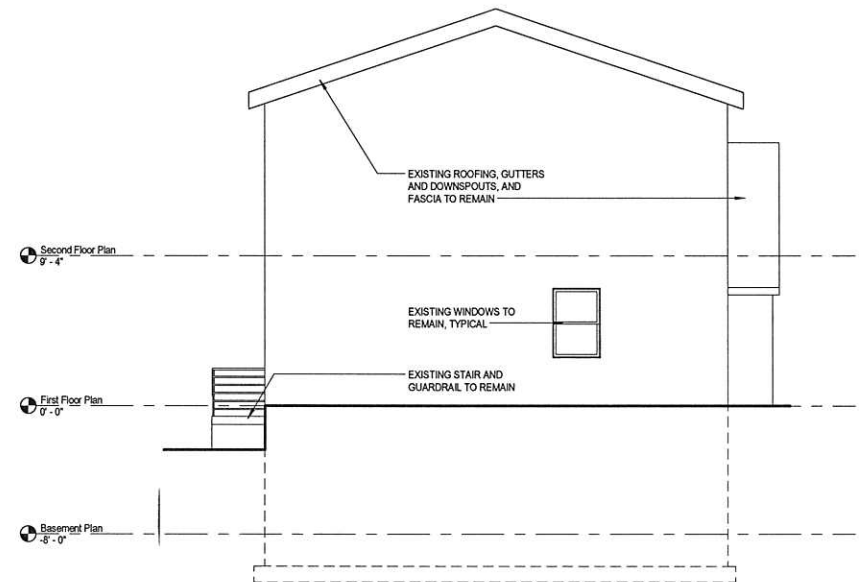 EXISTING ROOFING, GUTTERS
AND DOWNSPOUTS, AND
FASCIA TO REMAIN
Second Floor Plan
9' - 4"
EXISTING WINDOWS TO
REMAIN, TYPICAL
EXISTING STAIR AND
GUARDRAIL TO REMAIN
First Floor Plan
0' - 0"
Basement Plan
-8' - 0"